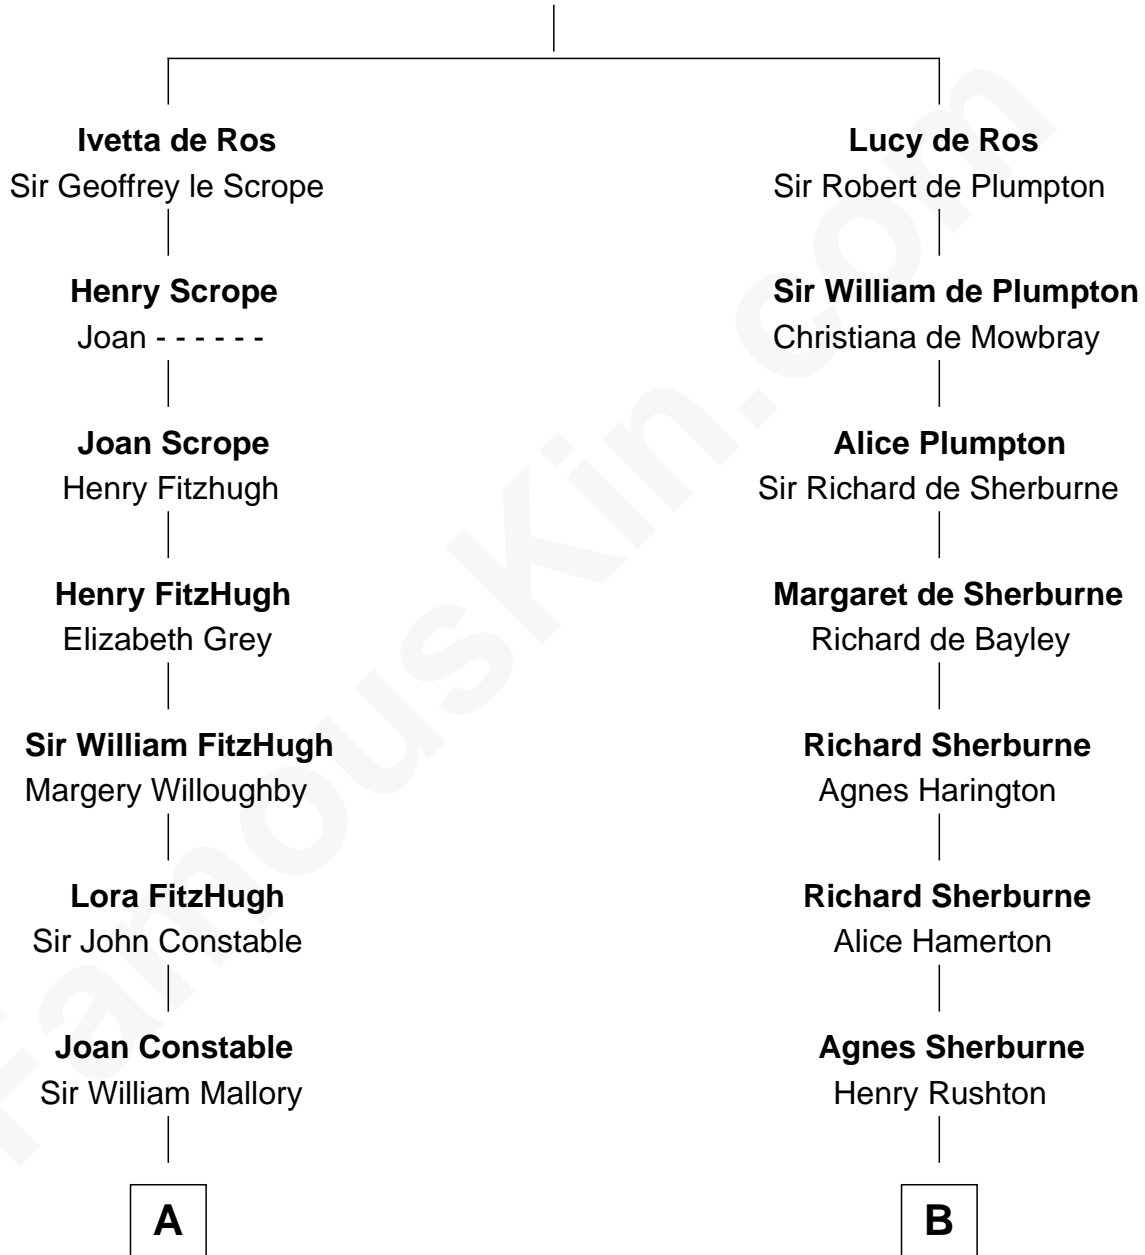 Ivetta de Ros
Sir Geoffrey le Scrope
Henry Scrope
Joan - - - - - -
Joan Scrope
Henry Fitzhugh
Henry FitzHugh
Elizabeth Grey
Sir William FitzHugh
Margery Willoughby
Lora FitzHugh
Sir John Constable
Joan Constable
Sir William Mallory
A
Lucy de Ros
Sir Robert de Plumpton
Sir William de Plumpton
Christiana de Mowbray
Alice Plumpton
Sir Richard de Sherburne
Margaret de Sherburne
Richard de Bayley
Richard Sherburne
Agnes Harington
Richard Sherburne
Alice Hamerton
Agnes Sherburne
Henry Rushton
B
FamousKin.com